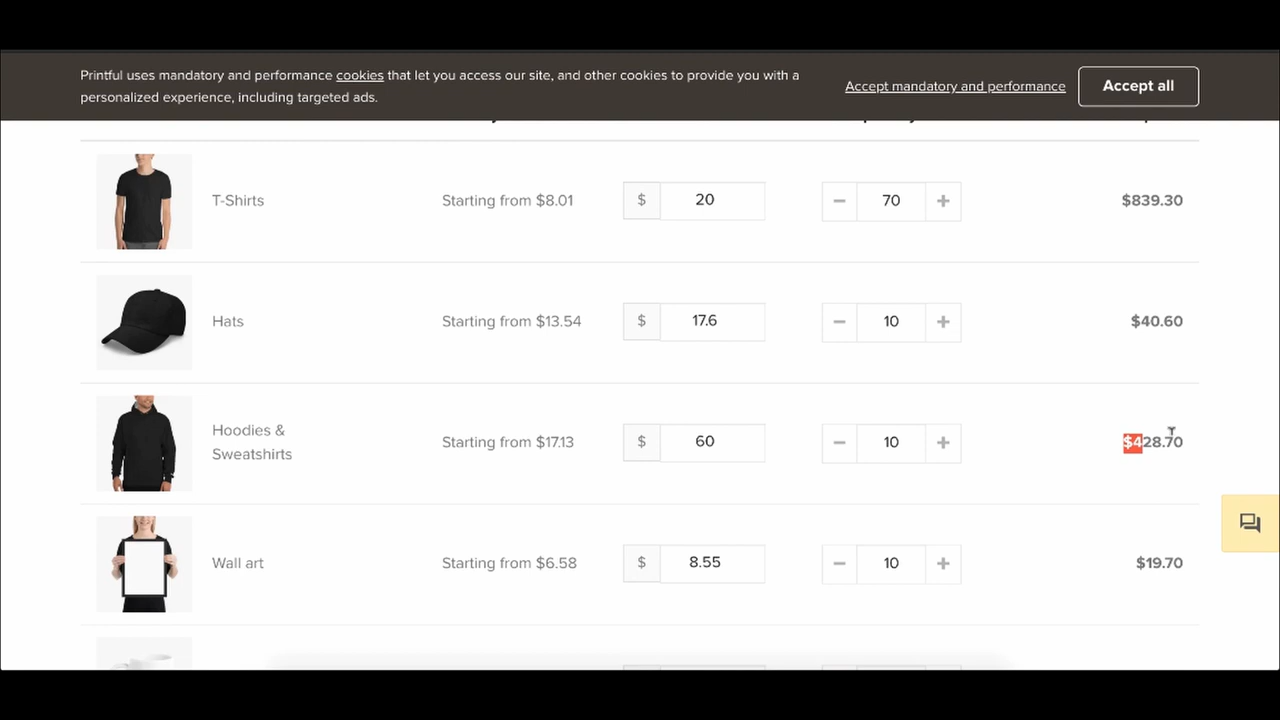 Printful uses mandatory and performance cookies that let you access our site, and other cookies to provide you with a
personalized experience, including targeted ads.
Accept mandatory and performance
Accept all
T-Shirts Starting from $8.01 $ 20 − 70 + $839.30
Hats Starting from $13.54 $ 17.6 − 10 + $40.60
Hoodies &
Sweatshirts
Starting from $17.13 $ 60 − 10 + $428.70
Wall art Starting from $6.58 $ 8.55 − 10 + $19.70